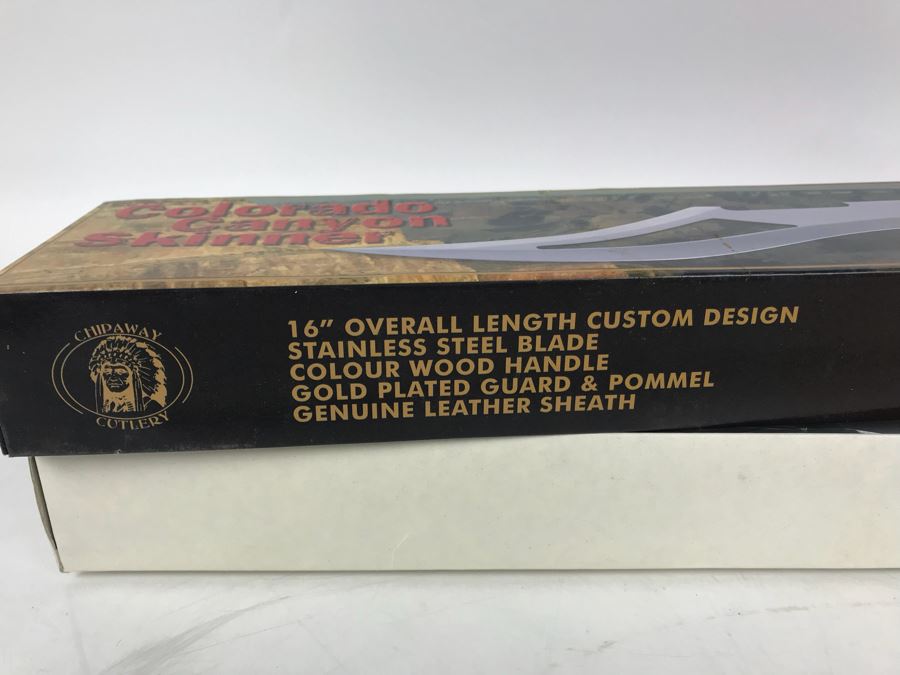 Colorado
Canyon
Skinner
CHIPAWAY
CUTLERY
16" OVERALL LENGTH CUSTOM DESIGN
STAINLESS STEEL BLADE
COLOUR WOOD HANDLE
GOLD PLATED GUARD & POMMEL
GENUINE LEATHER SHEATH